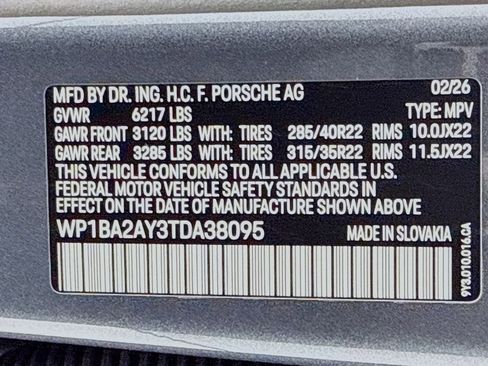 MFD BY DR. ING. H.C. F. PORSCHE AG 02/26
GVWR 6217 LBS TYPE: MPV
GAWR FRONT 3120 LBS WITH: TIRES 285/40R22 RIMS 10.0JX22
GAWR REAR 3285 LBS WITH: TIRES 315/35R22 RIMS 11.5JX22
THIS VEHICLE CONFORMS TO ALL APPLICABLE U.S.
FEDERAL MOTOR VEHICLE SAFETY STANDARDS IN
EFFECT ON THE DATE OF MANUFACTURE SHOWN ABOVE
WP1BA2AY3TDA38095 MADE IN SLOVAKIA
9Y3.010.016.CA